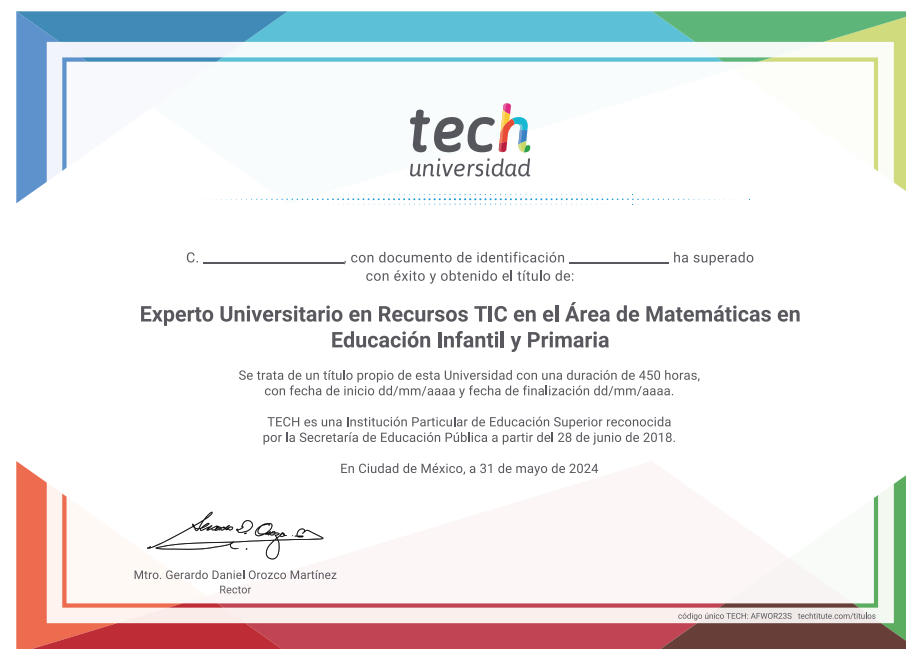 tech
universidad
C. ____________, con documento de identificación ____________ ha superado
con éxito y obtenido el título de:
Experto Universitario en Recursos TIC en el Área de Matemáticas en
Educación Infantil y Primaria
Se trata de un título propio de esta Universidad con una duración de 450 horas,
con fecha de inicio dd/mm/aaaa y fecha de finalización dd/mm/aaaa.
TECH es una Institución Particular de Educación Superior reconocida
por la Secretaría de Educación Pública a partir del 28 de junio de 2018.
En Ciudad de México, a 31 de mayo de 2024
Mtro. Gerardo Daniel Orozco Martínez
Rector
código único TECH: AFWOR23S techtitute.com/titulos